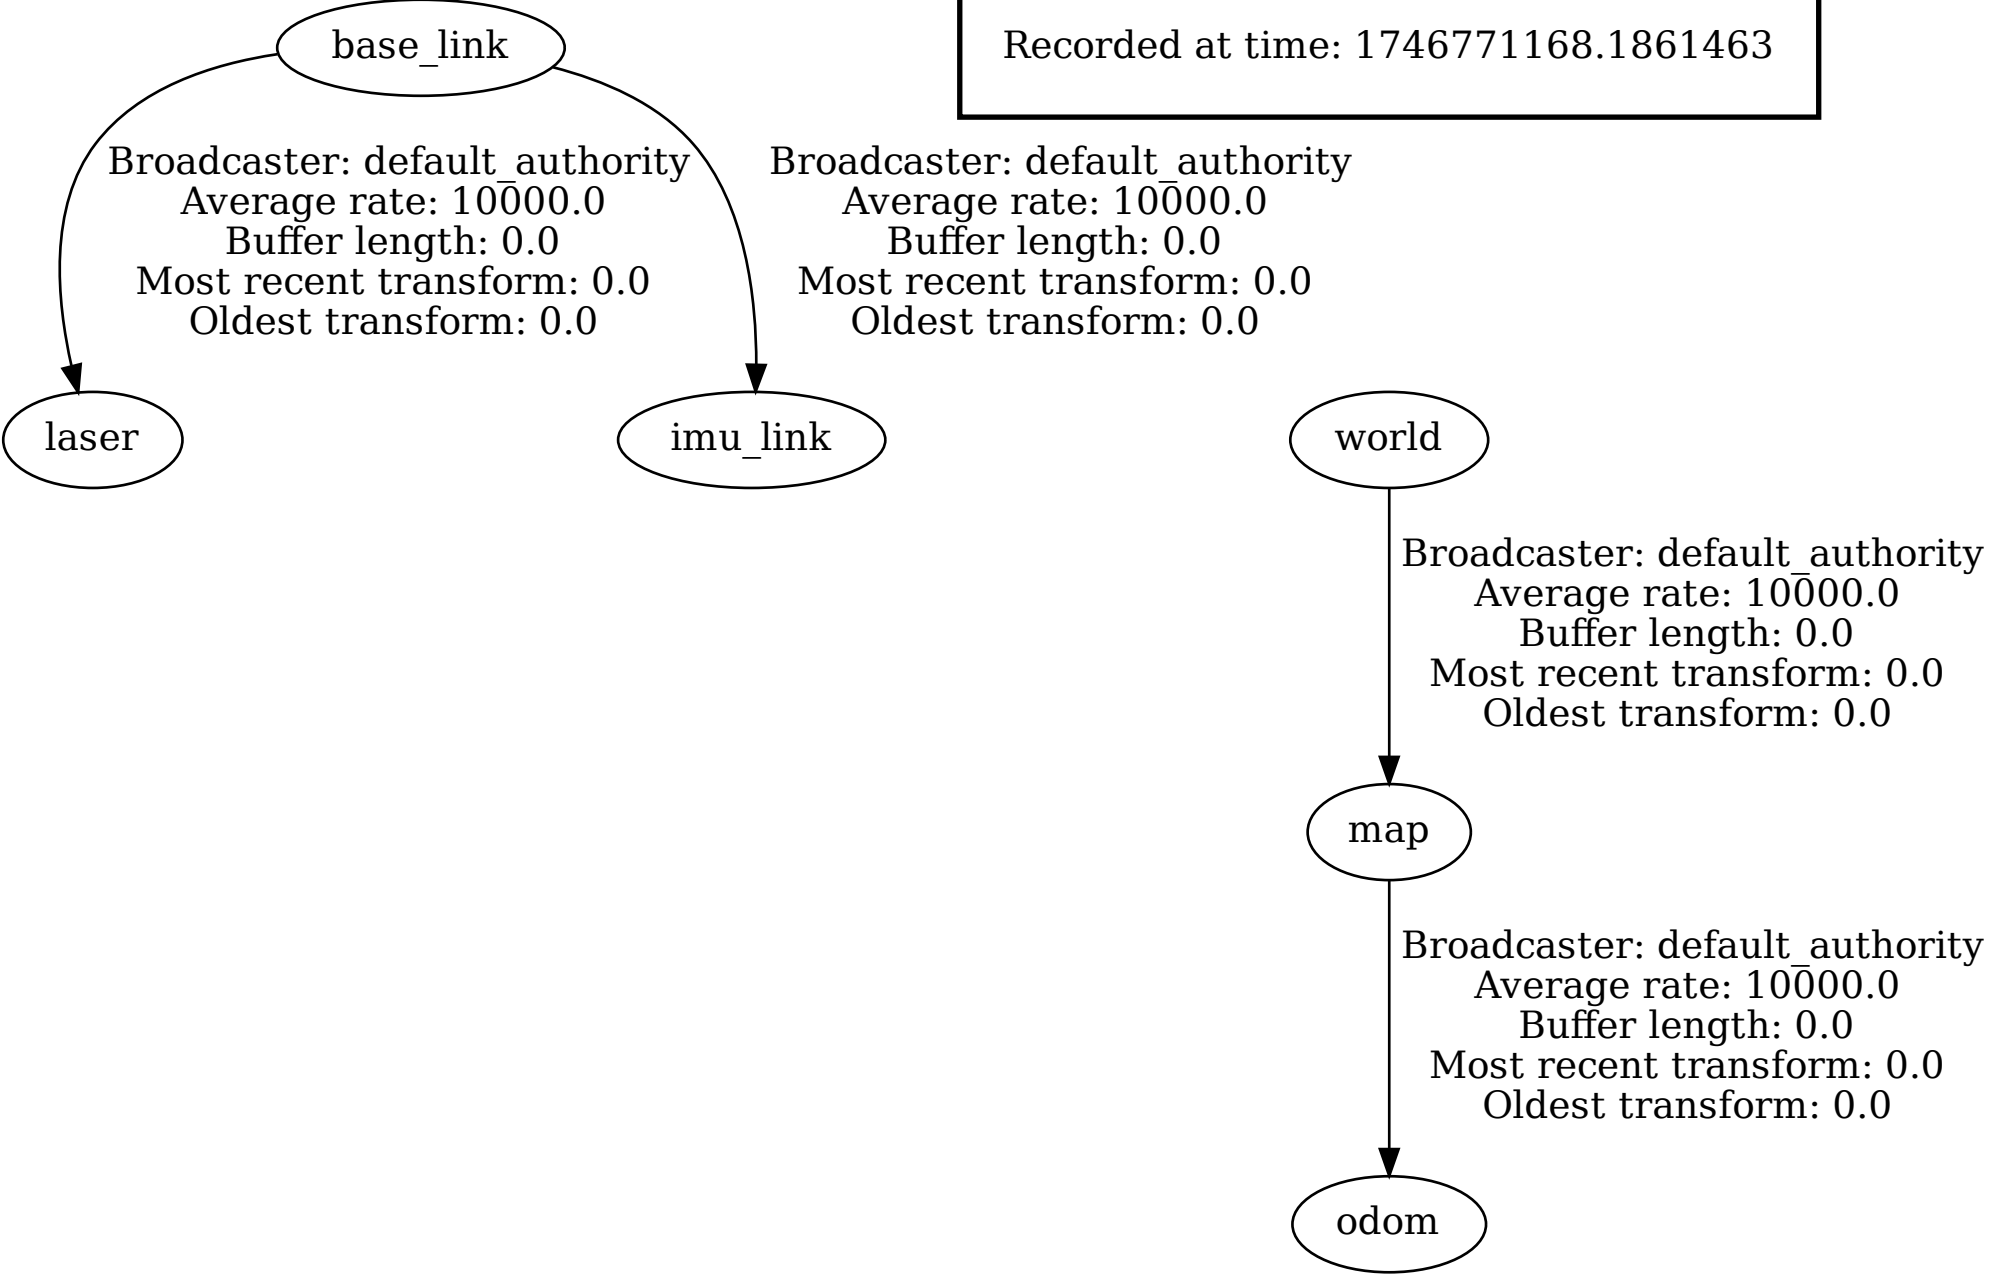 base_link
Recorded at time: 1746771168.1861463
Broadcaster: default_authority
Average rate: 10000.0
Buffer length: 0.0
Most recent transform: 0.0
Oldest transform: 0.0
Broadcaster: default_authority
Average rate: 10000.0
Buffer length: 0.0
Most recent transform: 0.0
Oldest transform: 0.0
laser
imu_link
world
Broadcaster: default_authority
Average rate: 10000.0
Buffer length: 0.0
Most recent transform: 0.0
Oldest transform: 0.0
map
Broadcaster: default_authority
Average rate: 10000.0
Buffer length: 0.0
Most recent transform: 0.0
Oldest transform: 0.0
odom